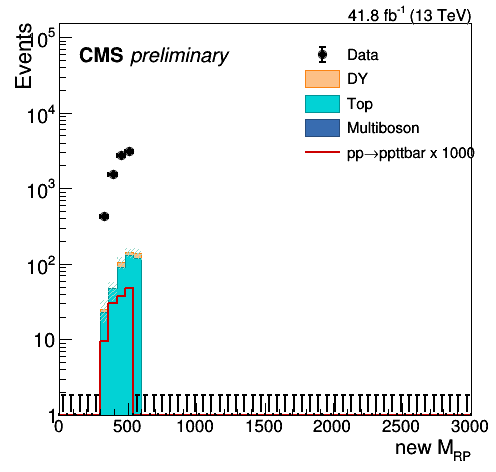 41.8 fb⁻¹ (13 TeV)
Events
CMS preliminary
Data
DY
Top
Multiboson
pp→ppttbar x 1000
10⁵
10⁴
10³
10²
10
1
0 500 1000 1500 2000 2500 3000
new M_RP